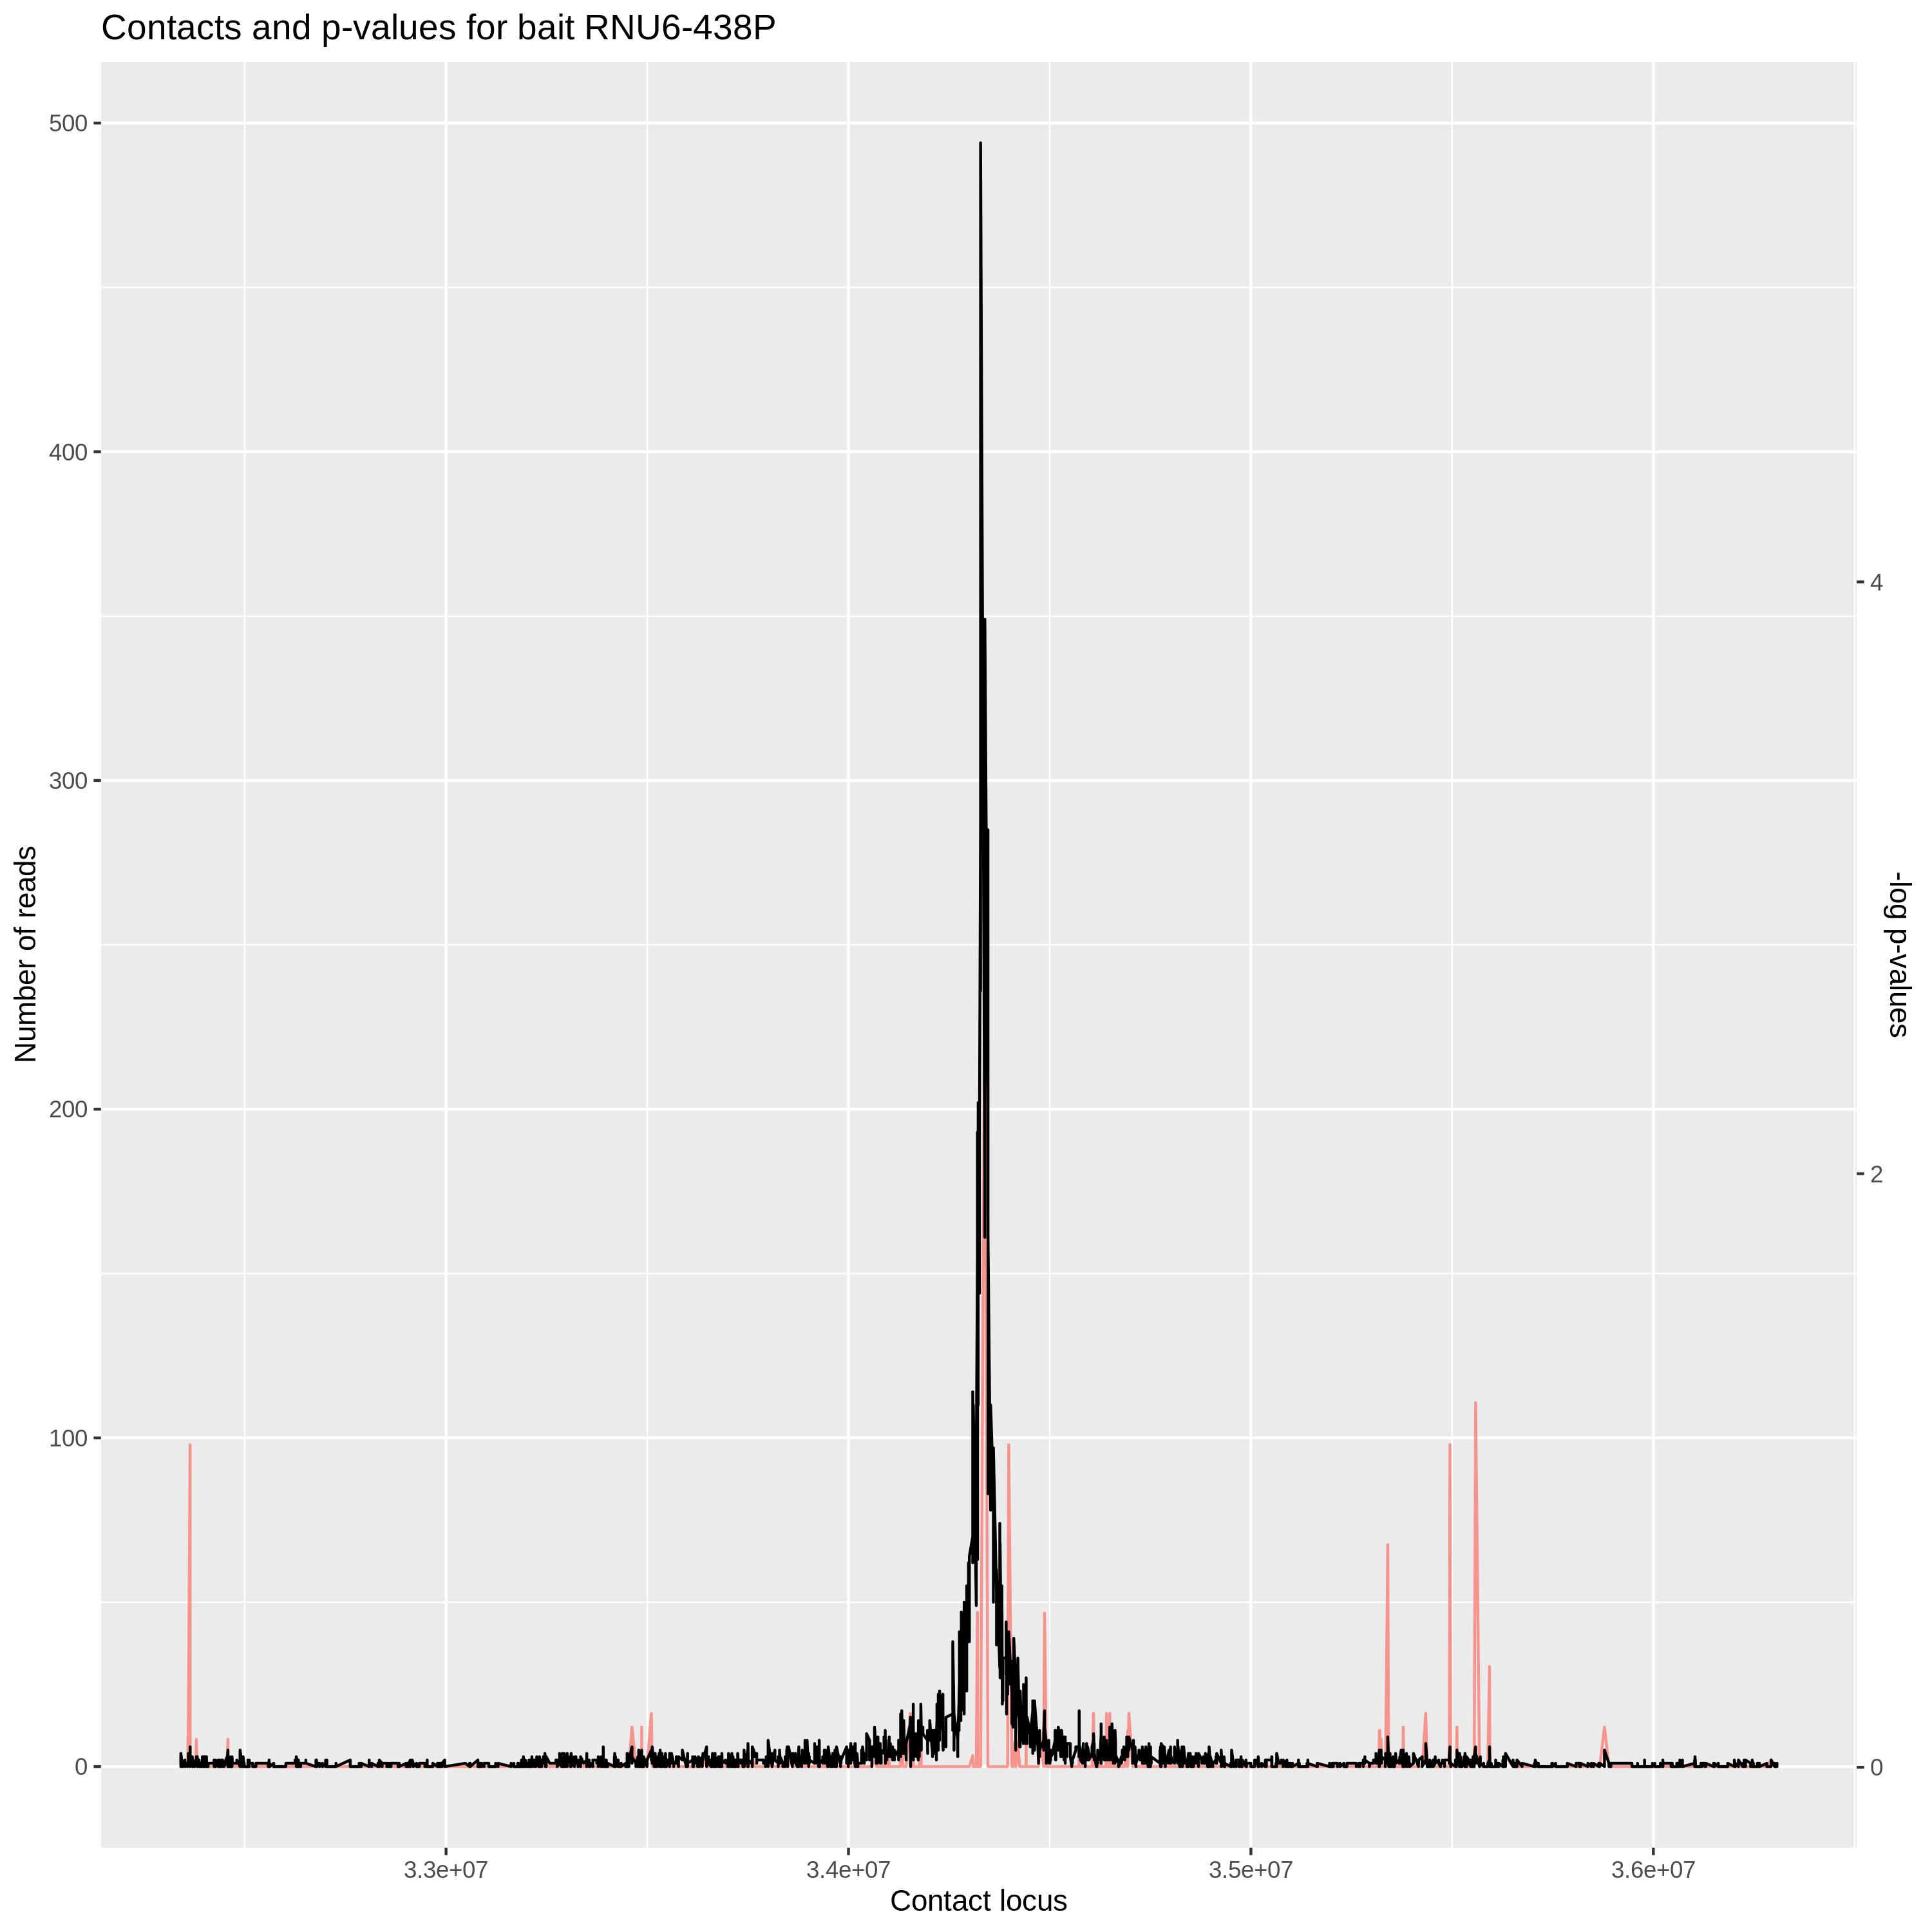 Contacts and p-values for bait RNU6-438P
500
400
300
200
100
0
Number of reads
4
2
0
-log p-values
3.3e+07
3.4e+07
3.5e+07
3.6e+07
Contact locus